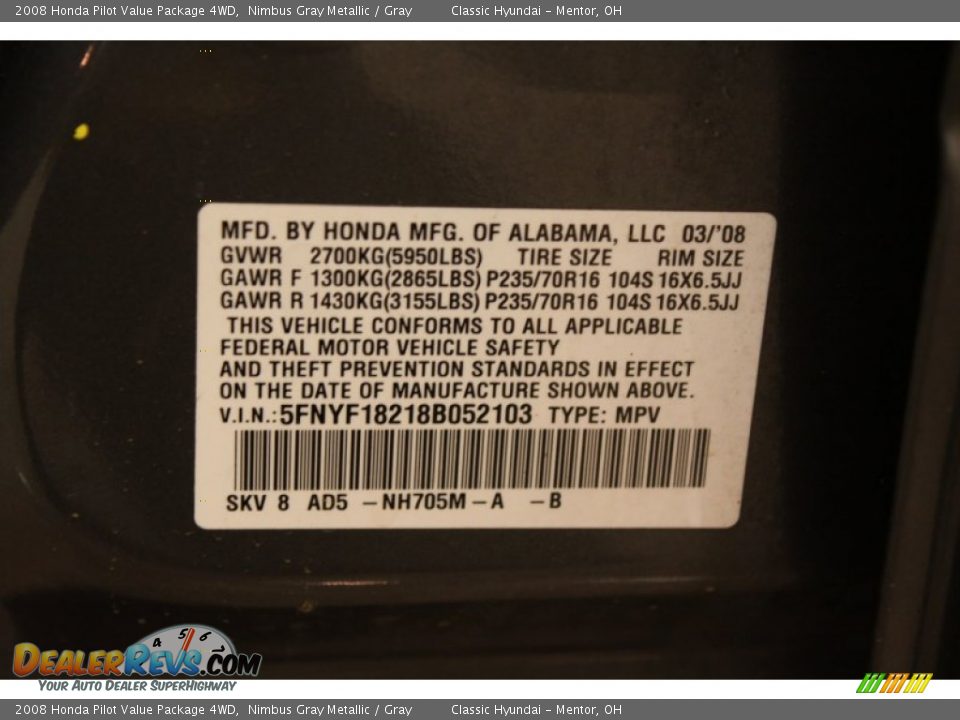 2008 Honda Pilot Value Package 4WD, Nimbus Gray Metallic / Gray Classic Hyundai - Mentor, OH
MFD. BY HONDA MFG. OF ALABAMA, LLC 03/'08
GVWR 2700KG(5950LBS) TIRE SIZE RIM SIZE
GAWR F 1300KG(2865LBS) P235/70R16 104S 16X6.5JJ
GAWR R 1430KG(3155LBS) P235/70R16 104S 16X6.5JJ
THIS VEHICLE CONFORMS TO ALL APPLICABLE
FEDERAL MOTOR VEHICLE SAFETY
AND THEFT PREVENTION STANDARDS IN EFFECT
ON THE DATE OF MANUFACTURE SHOWN ABOVE.
V.I.N.: 5FNYF18218B052103 TYPE: MPV
SKV 8 AD5 -NH705M-A -B
4 5 6
DEALERREVS.COM
YOUR AUTO DEALER SUPERHIGHWAY
2008 Honda Pilot Value Package 4WD, Nimbus Gray Metallic / Gray Classic Hyundai - Mentor, OH